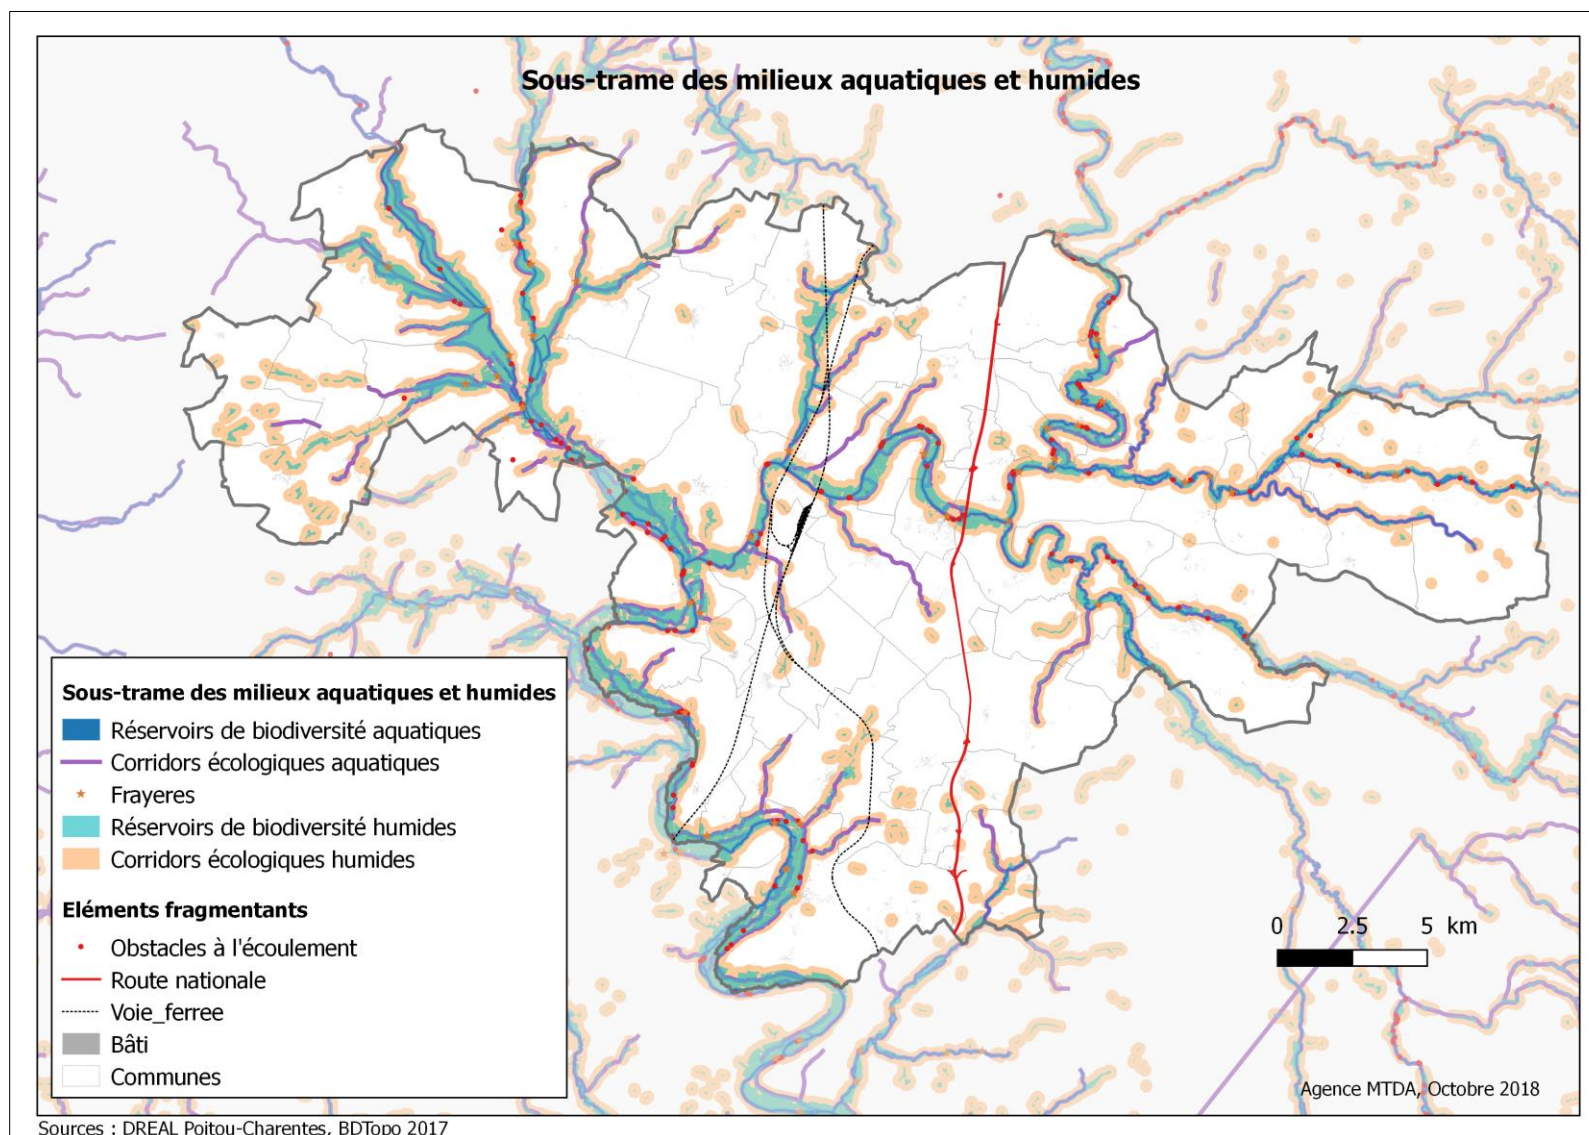 Sous-trame des milieux aquatiques et humides
Sous-trame des milieux aquatiques et humides
Réservoirs de biodiversité aquatiques
Corridors écologiques aquatiques
Frayeres
Réservoirs de biodiversité humides
Corridors écologiques humides
Eléments fragmentants
Obstacles à l'écoulement
Route nationale
Voie_ferree
Bâti
Communes
0 2.5 5 km
Agence MTDA, Octobre 2018
Sources : DREAL Poitou-Charentes, BDTopo 2017